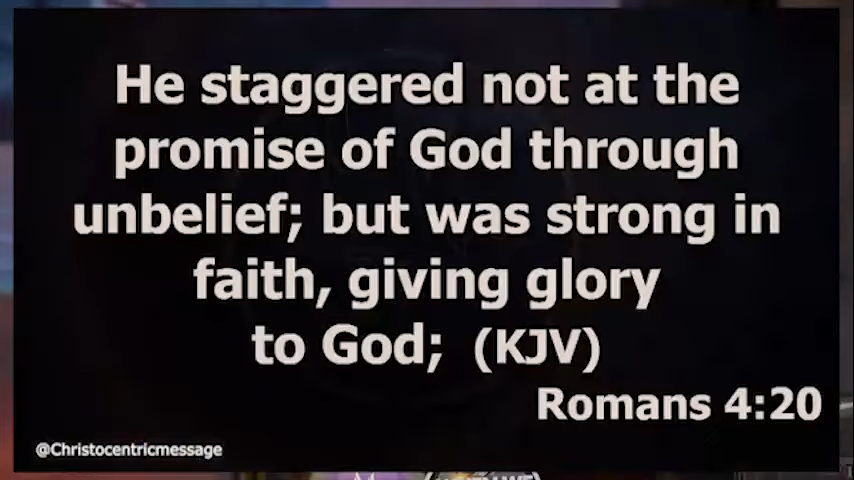 He staggered not at the
promise of God through
unbelief; but was strong in
faith, giving glory
to God; (KJV)
Romans 4:20
@Christocentricmessage